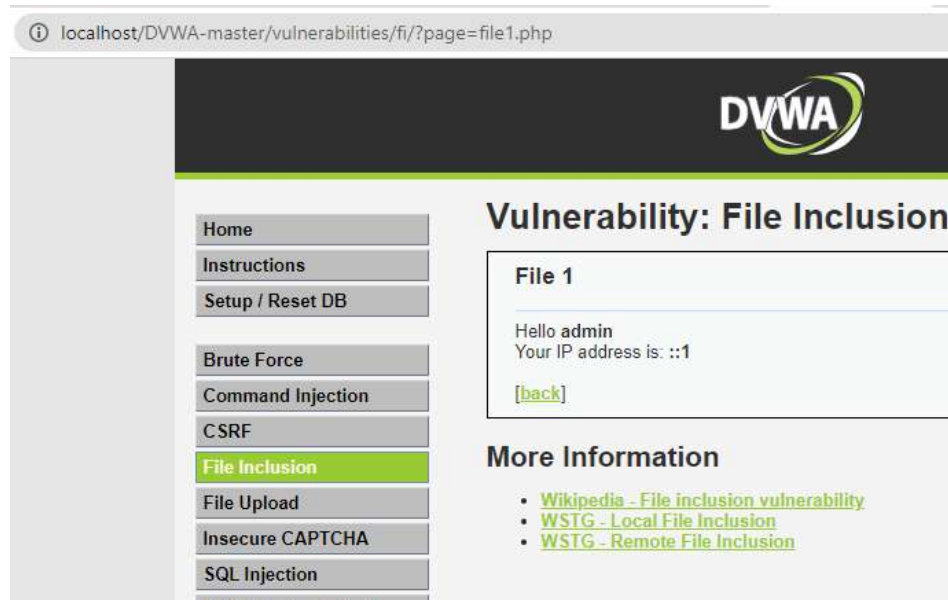 localhost/DVWA-master/vulnerabilities/fi/?page=file1.php
DVWA
Home
Instructions
Setup / Reset DB
Brute Force
Command Injection
CSRF
File Inclusion
File Upload
Insecure CAPTCHA
SQL Injection
Vulnerability: File Inclusion
File 1
Hello admin
Your IP address is: ::1
[back]
More Information
Wikipedia - File inclusion vulnerability
WSTG - Local File Inclusion
WSTG - Remote File Inclusion